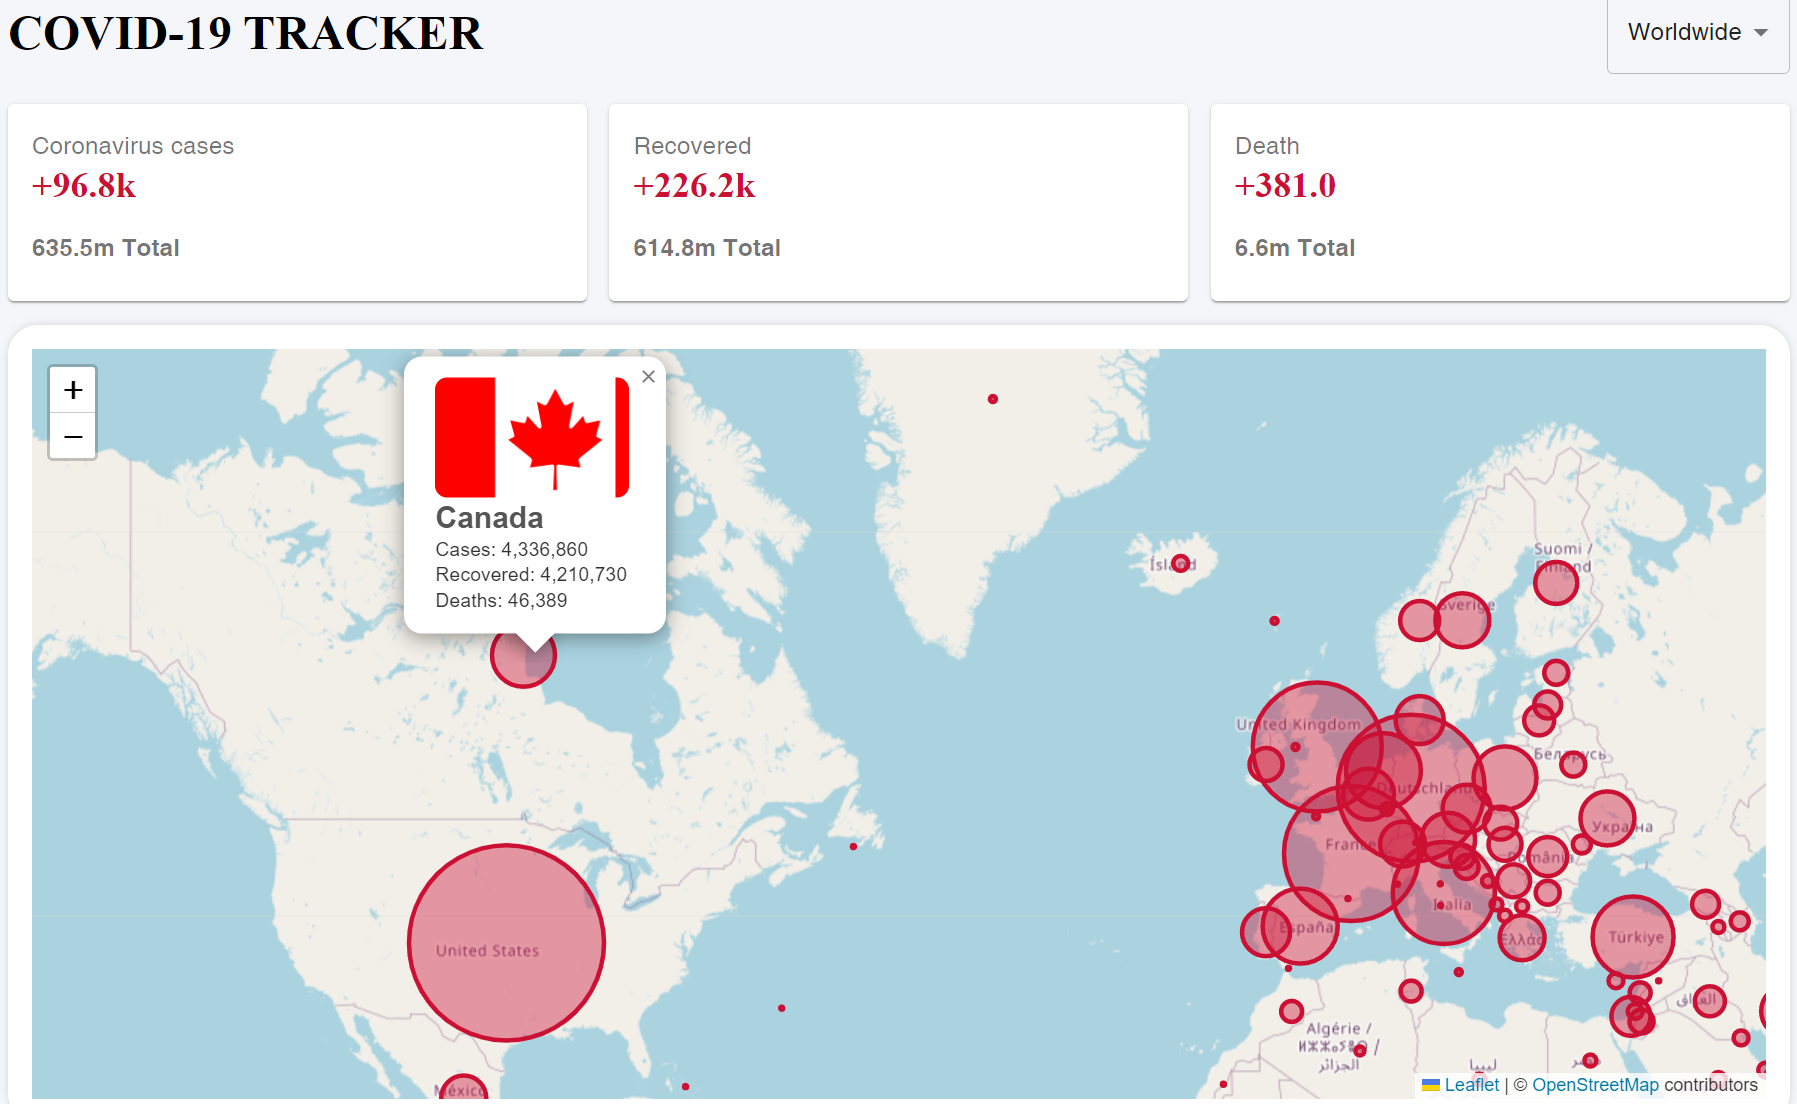 COVID-19 TRACKER
Worldwide
Coronavirus cases
+96.8k
635.5m Total
Recovered
+226.2k
614.8m Total
Death
+381.0
6.6m Total
+
−
×
Canada
Cases: 4,336,860
Recovered: 4,210,730
Deaths: 46,389
Ísland
Suomi /
Finland
Sverige
United Kingdom
Беларусь
Deutschland
Україна
France
România
Italia
España
Ελλάς
Türkiye
United States
العراق
Algérie /
الجزائر
ليبيا
مصر
México
Leaflet | © OpenStreetMap contributors